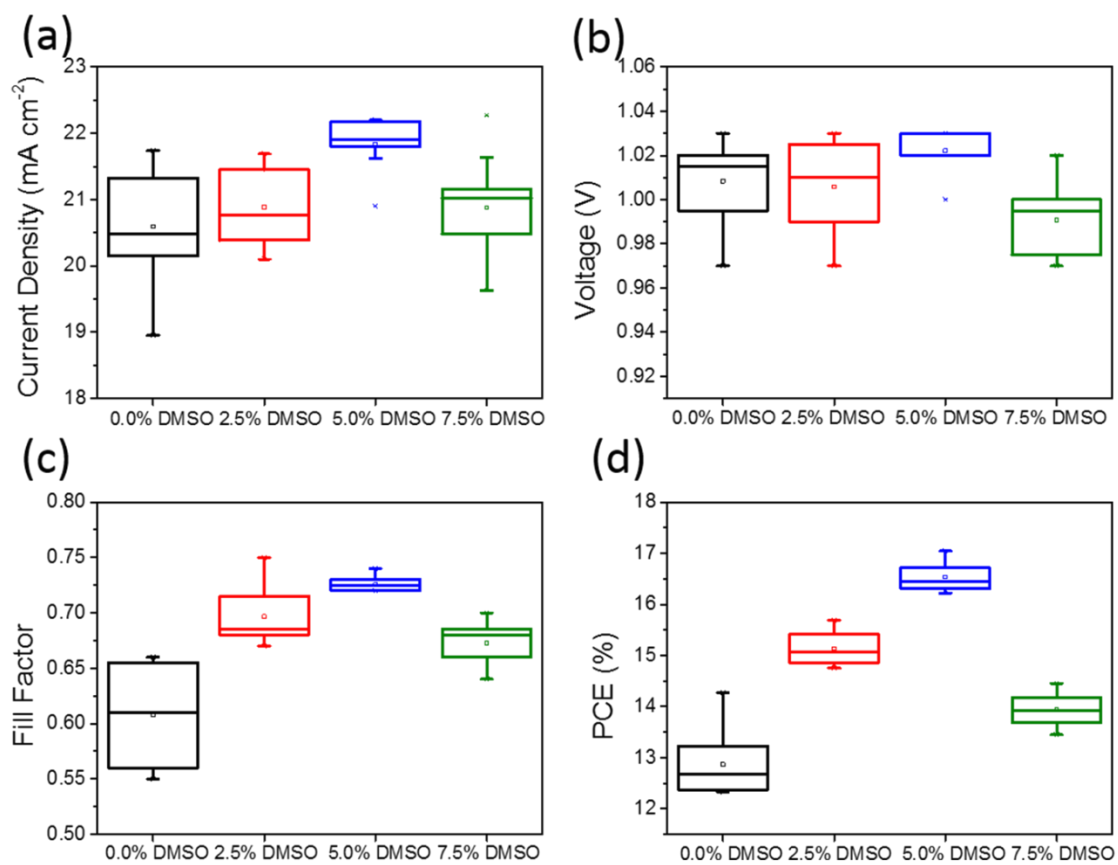 (a)
Current Density (mA cm⁻²)
23
22
21
20
19
18
0.0% DMSO 2.5% DMSO 5.0% DMSO 7.5% DMSO
(b)
Voltage (V)
1.06
1.04
1.02
1.00
0.98
0.96
0.94
0.92
0.0% DMSO 2.5% DMSO 5.0% DMSO 7.5% DMSO
(c)
Fill Factor
0.80
0.75
0.70
0.65
0.60
0.55
0.50
0.0% DMSO 2.5% DMSO 5.0% DMSO 7.5% DMSO
(d)
PCE (%)
18
17
16
15
14
13
12
0.0% DMSO 2.5% DMSO 5.0% DMSO 7.5% DMSO